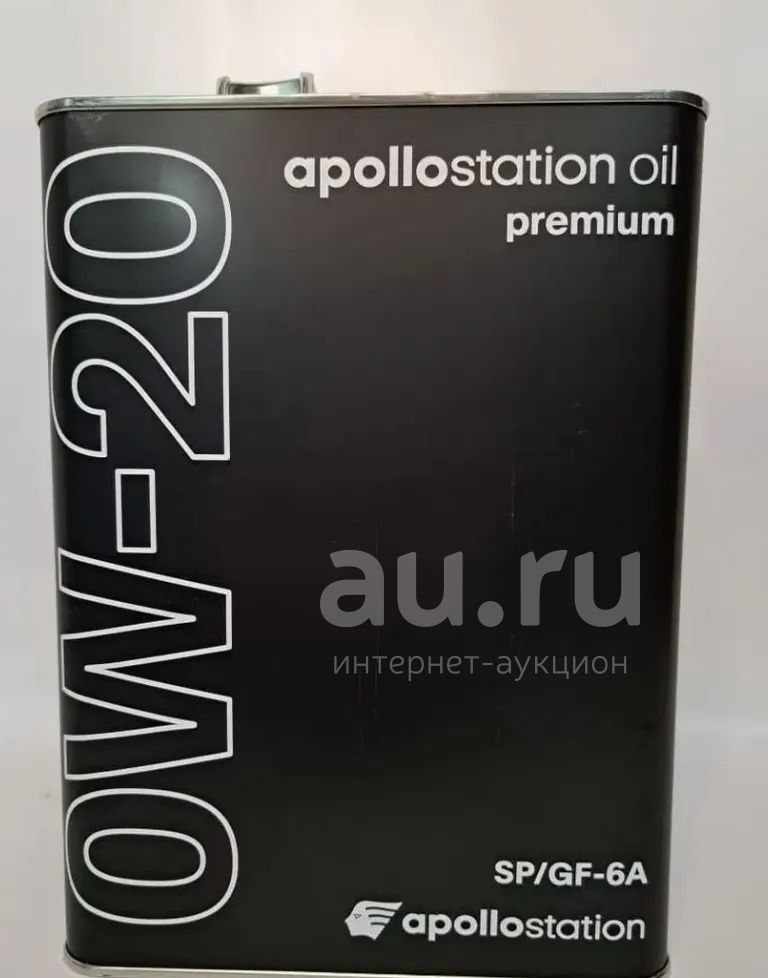 apollostation oil
premium
0W-20
au.ru
интернет-аукцион
SP/GF-6A
apollostation